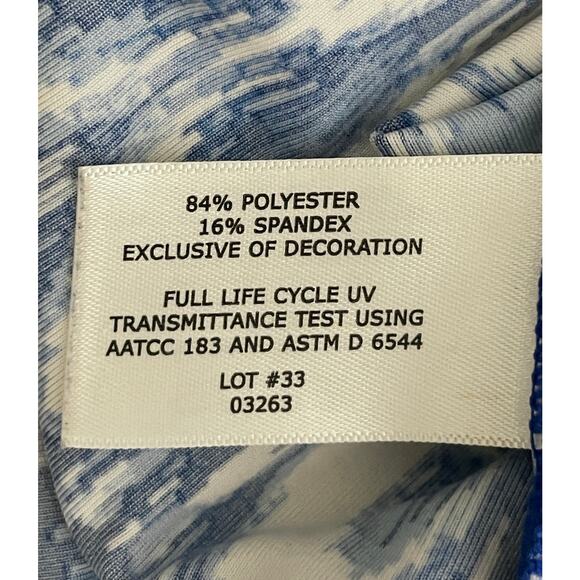 84% POLYESTER
16% SPANDEX
EXCLUSIVE OF DECORATION
FULL LIFE CYCLE UV
TRANSMITTANCE TEST USING
AATCC 183 AND ASTM D 6544
LOT #33
03263